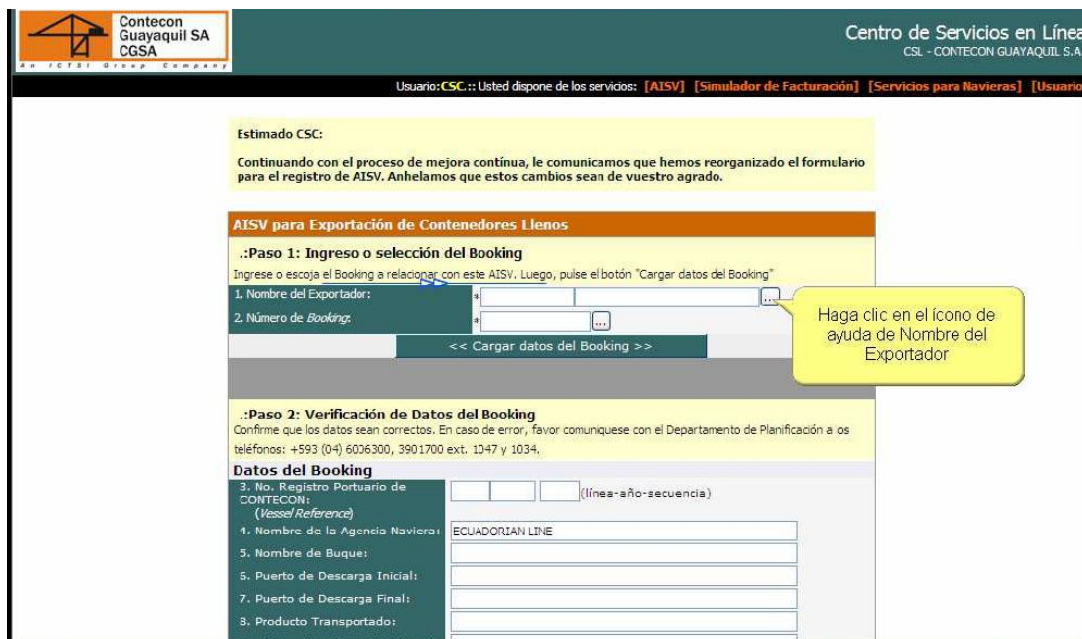 Contecon
Guayaquil SA
CGSA
An ICTSI Group Company
Centro de Servicios en Línea
CSL - CONTECON GUAYAQUIL S.A
Usuario:CSC.:: Usted dispone de los servicios: [AISV] [Simulador de Facturación] [Servicios para Navieras] [Usuario
Estimado CSC:
Continuando con el proceso de mejora contínua, le comunicamos que hemos reorganizado el formulario
para el registro de AISV. Anhelamos que estos cambios sean de vuestro agrado.
AISV para Exportación de Contenedores Llenos
.:Paso 1: Ingreso o selección del Booking
Ingrese o escoja el Booking a relacionar con este AISV. Luego, pulse el botón "Cargar datos del Booking"
1. Nombre del Exportador: * ...
2. Número de Booking: * ...
<< Cargar datos del Booking >>
Haga clic en el ícono de
ayuda de Nombre del
Exportador
.:Paso 2: Verificación de Datos del Booking
Confirme que los datos sean correctos. En caso de error, favor comuniquese con el Departamento de Planificación a os
teléfonos: +593 (04) 6006300, 3901700 ext. 1047 y 1034.
Datos del Booking
3. No. Registro Portuario de
CONTECON:
(Vessel Reference)
(línea-año-secuencia)
4. Nombre de la Agencia Naviera: ECUADORIAN LINE
5. Nombre de Buque:
6. Puerto de Descarga Inicial:
7. Puerto de Descarga Final:
8. Producto Transportado: